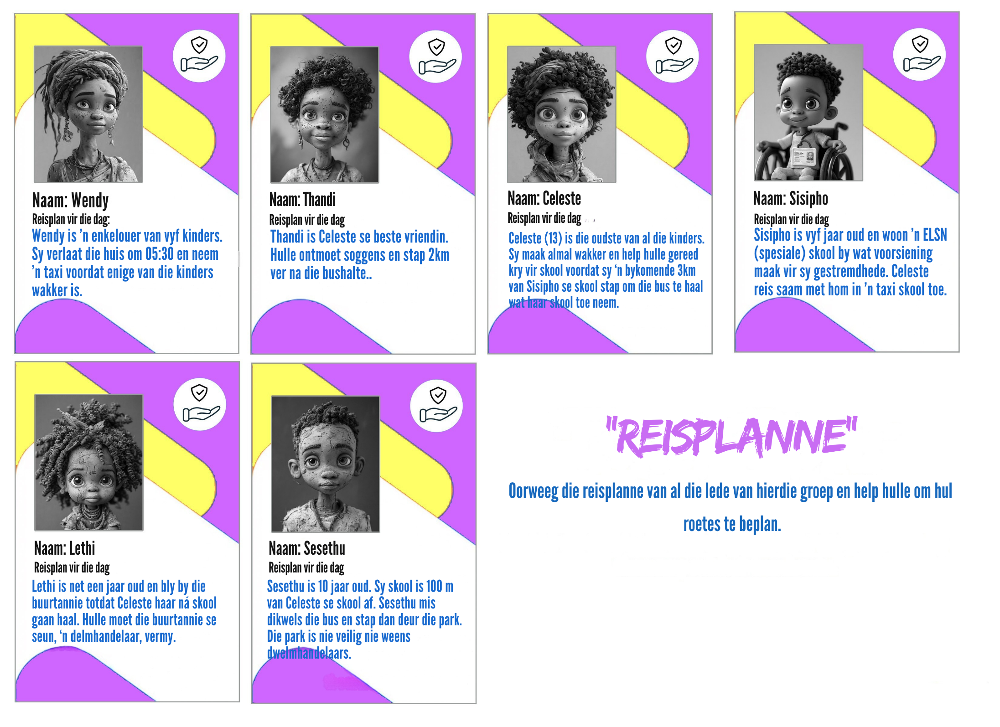 Naam: Wendy
Reisplan vir die dag:
Wendy is 'n enkelouer van vyf kinders.
Sy verlaat die huis om 05:30 en neem
'n taxi voordat enige van die kinders
wakker is.
Naam: Thandi
Reisplan vir die dag
Thandi is Celeste se beste vriendin.
Hulle ontmoet soggens en stap 2km
ver na die bushalte..
Naam: Celeste
Reisplan vir die dag
Celeste (13) is die oudste van al die kinders.
Sy maak almal wakker en help hulle gereed
kry vir skool voordat sy ‘n bykomende 3km
van Sisipho se skool stap om die bus te haal
wat haar skool toe neem.
Naam: Sisipho
Reisplan vir die dag
Sisipho is vyf jaar oud en woon 'n ELSN
(spesiale) skool by wat voorsiening
maak vir sy gestremdhede. Celeste
reis saam met hom in 'n taxi skool toe.
Naam: Lethi
Reisplan vir die dag
Lethi is net een jaar oud en bly by die
buurtannie totdat Celeste haar ná skool
gaan haal. Hulle moet die buurtannie se
seun, ‘n delmhandelaar, vermy.
Naam: Sesethu
Reisplan vir die dag
Sesethu is 10 jaar oud. Sy skool is 100 m
van Celeste se skool af. Sesethu mis
dikwels die bus en stap dan deur die park.
Die park is nie veilig nie weens
dwelmhandelaars.
"REISPLANNE"
Oorweeg die reisplanne van al die lede van hierdie groep en help hulle om hul
roetes te beplan.